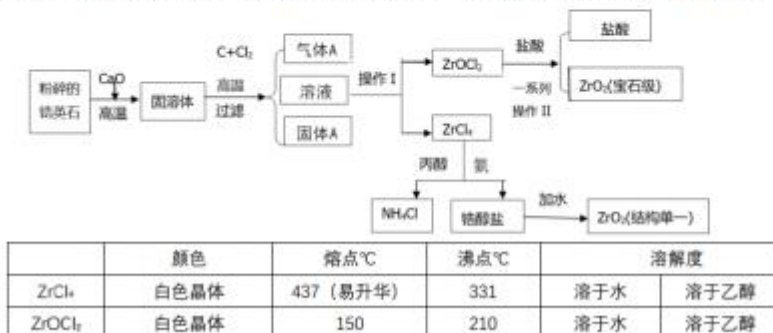 盐酸
C+Cl₂
气体A
盐酸
CaO
ZrOCl₂
粉碎的
锆英石
高温
固溶体
高温
过滤
溶液
操作 I
一系列
操作 II
ZrO₂(宝石级)
固体A
ZrCl₄
丙醇
氨
NH₄Cl
锆醇盐
加水
ZrO₂(结构单一)
颜色 熔点℃ 沸点℃ 溶解度
ZrCl₄ 白色晶体 437（易升华） 331 溶于水 溶于乙醇
ZrOCl₂ 白色晶体 150 210 溶于水 溶于乙醇